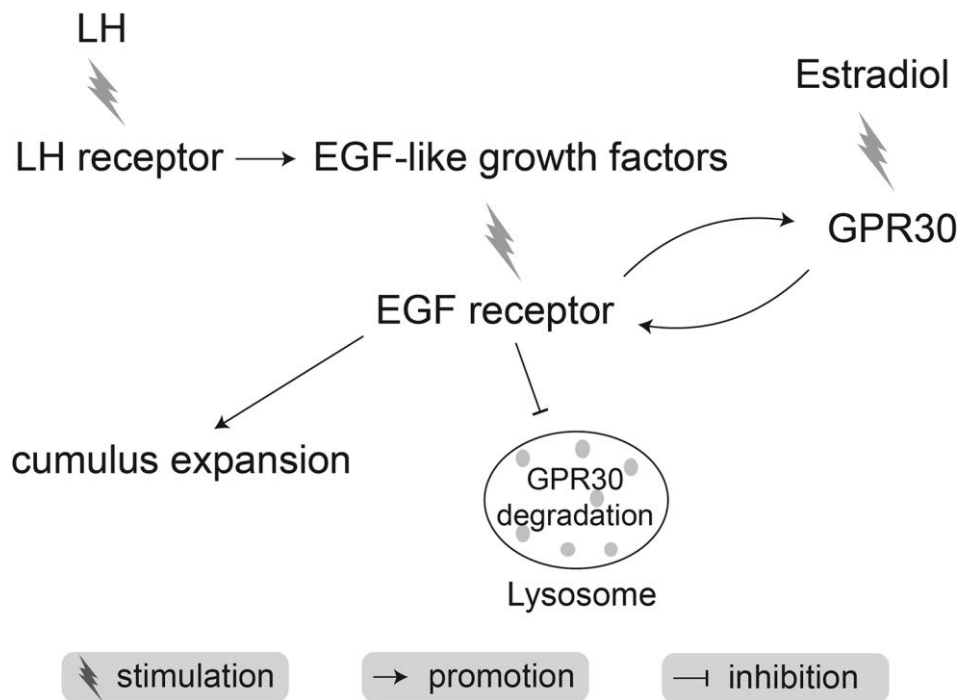 LH
Estradiol
LH receptor
EGF-like growth factors
GPR30
EGF receptor
cumulus expansion
GPR30
degradation
Lysosome
stimulation
promotion
inhibition